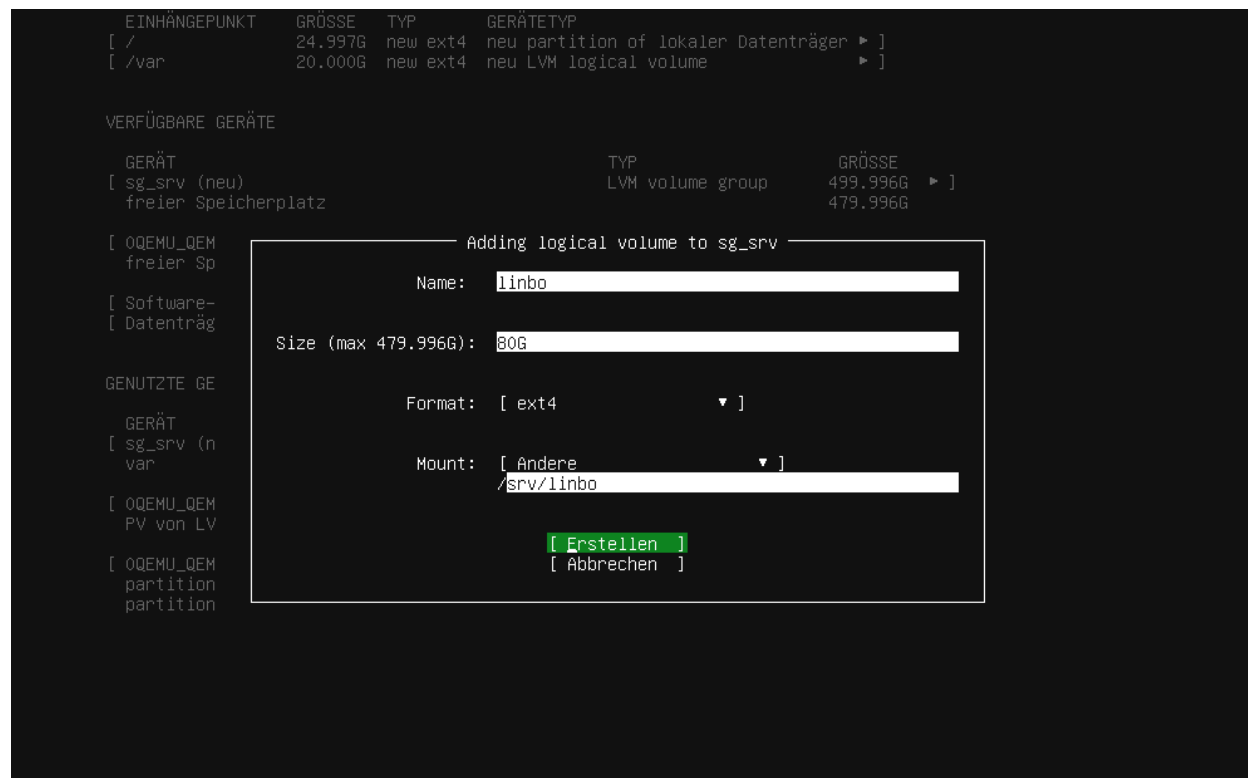 EINHÄNGEPUNKT GRÖSSE TYP GERÄTETYP
[ / 24.997G new ext4 neu partition of lokaler Datenträger ▸ ]
[ /var 20.000G new ext4 neu LVM logical volume ▸ ]
VERFÜGBARE GERÄTE
GERÄT TYP GRÖSSE
[ sg_srv (neu) LVM volume group 499.996G ▸ ]
freier Speicherplatz 479.996G
[ OQEMU_QEM
freier Sp
[ Software-
[ Datenträg
GENUTZTE GE
GERÄT
[ sg_srv (n
var
[ OQEMU_QEM
PV von LV
[ OQEMU_QEM
partition
partition
Adding logical volume to sg_srv
Name: linbo
Size (max 479.996G): 80G
Format: [ ext4 ▾ ]
Mount: [ Andere ▾ ]
/srv/linbo
[ Erstellen ]
[ Abbrechen ]